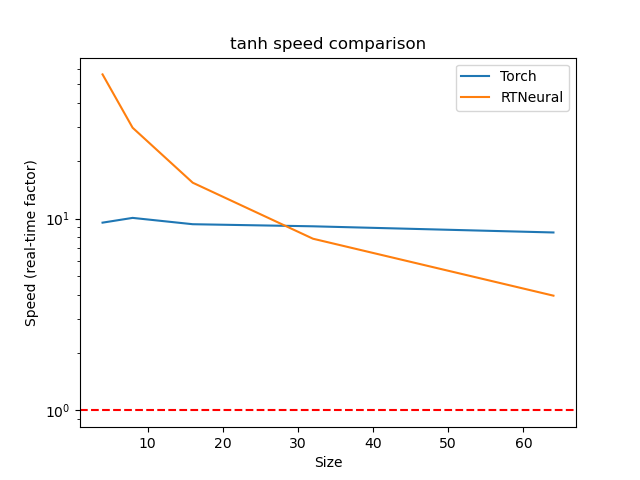 tanh speed comparison
Torch
RTNeural
Speed (real-time factor)
10¹
10⁰
10 20 30 40 50 60
Size